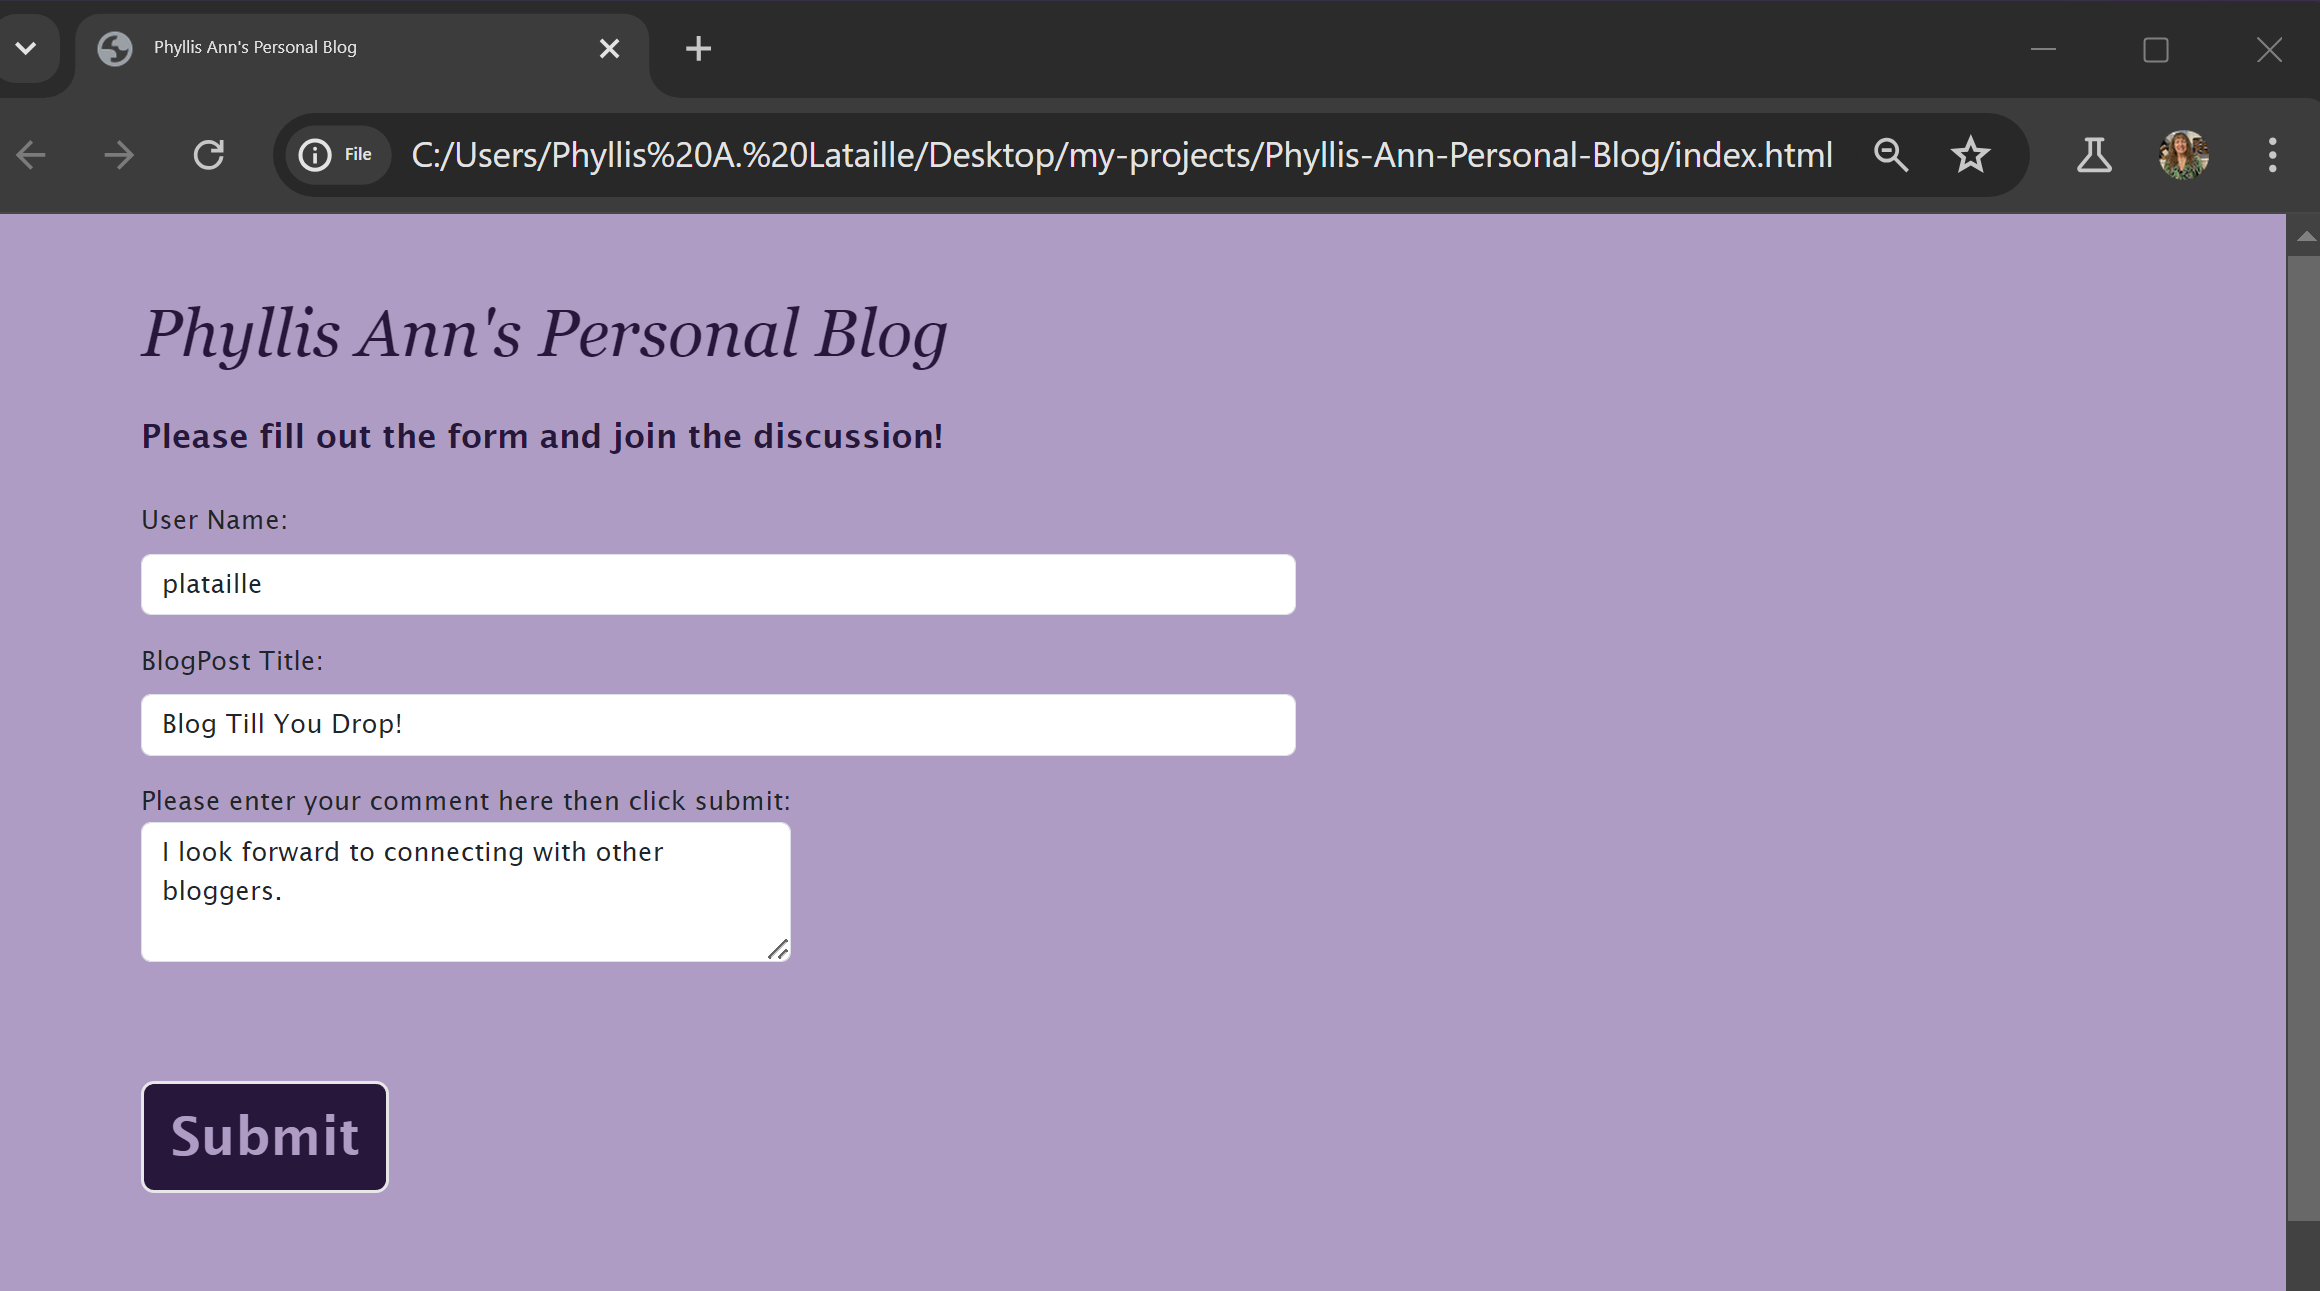 Phyllis Ann's Personal Blog
File
C:/Users/Phyllis%20A.%20Lataille/Desktop/my-projects/Phyllis-Ann-Personal-Blog/index.html
Phyllis Ann's Personal Blog
Please fill out the form and join the discussion!
User Name:
plataille
BlogPost Title:
Blog Till You Drop!
Please enter your comment here then click submit:
I look forward to connecting with other
bloggers.
Submit